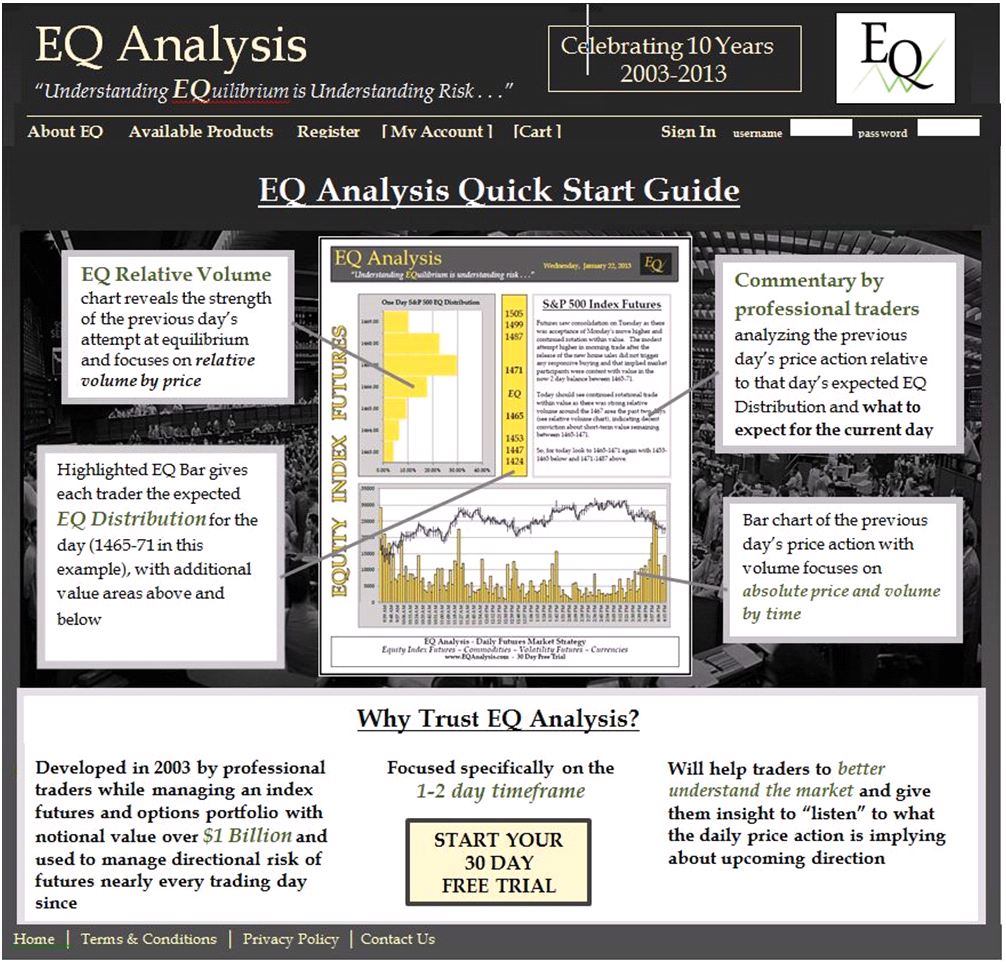 EQ Analysis
"Understanding EQuilibrium is Understanding Risk . . ."
Celebrating 10 Years
2003-2013
EQ
About EQ Available Products Register [ My Account ] [Cart ] Sign In username password
EQ Analysis Quick Start Guide
EQ Relative Volume
chart reveals the strength
of the previous day's
attempt at equilibrium
and focuses on relative
volume by price
Highlighted EQ Bar gives
each trader the expected
EQ Distribution for the
day (1465-71 in this
example), with additional
value areas above and
below
EQ Analysis
"Understanding EQuilibrium is understanding risk . . ."
Wednesday, January 22, 2013
EQ
EQUITY INDEX FUTURES
One Day S&P 500 EQ Distribution
0.00% 10.00% 20.00% 30.00% 40.00%
1505
1499
1487
1471
EQ
1465
1453
1447
1424
S&P 500 Index Futures
Futures saw consolidation on Tuesday as there
was acceptance of Monday's move higher and
continued rotation within value. The modest
attempt higher in morning trade after the
release of the new home sales did not trigger
any responsive buying and that implied market
participants were content with value in the
now 2 day balance between 1465-71.
Today should see continued rotational trade
within value as there was strong relative
volume around the 1467 area the past two days
(see relative volume chart), indicating decent
conviction about short-term value remaining
between 1465-1471.
So, for today look to 1465-1471 again with 1453-
1465 below and 1471-1487 above.
35000
30000
25000
20000
15000
10000
5000
0
EQ Analysis - Daily Futures Market Strategy
Equity Index Futures ~ Commodities ~ Volatility Futures ~ Currencies
www.EQAnalysis.com - 30 Day Free Trial
Commentary by
professional traders
analyzing the previous
day's price action relative
to that day's expected EQ
Distribution and what to
expect for the current day
Bar chart of the previous
day's price action with
volume focuses on
absolute price and volume
by time
Why Trust EQ Analysis?
Developed in 2003 by professional
traders while managing an index
futures and options portfolio with
notional value over $1 Billion and
used to manage directional risk of
futures nearly every trading day
since
Focused specifically on the
1-2 day timeframe
START YOUR
30 DAY
FREE TRIAL
Will help traders to better
understand the market and give
them insight to "listen" to what
the daily price action is implying
about upcoming direction
Home | Terms & Conditions | Privacy Policy | Contact Us